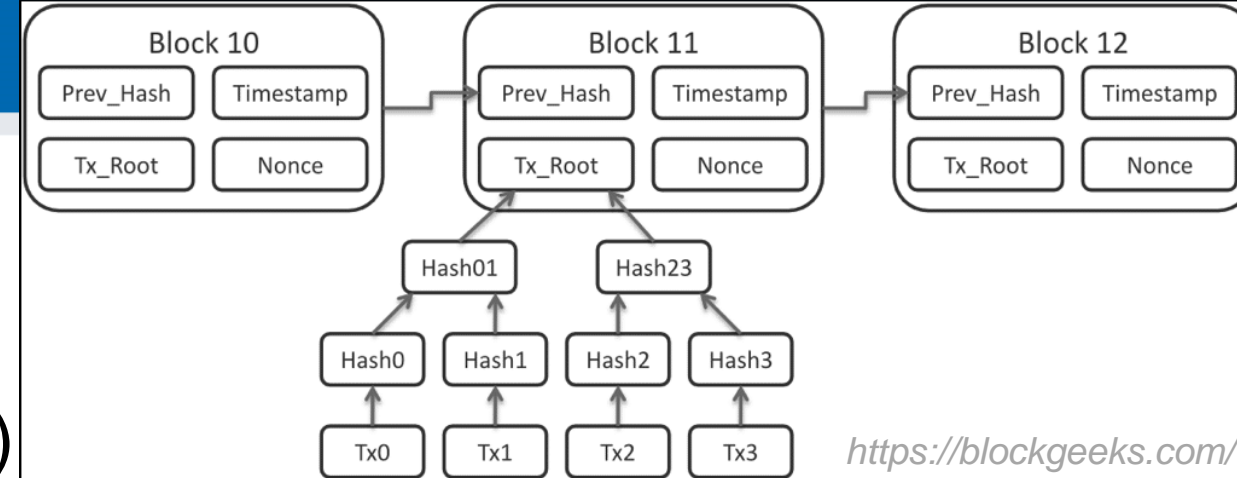 Block 10 Block 11 Block 12
Prev_Hash Timestamp Prev_Hash Timestamp Prev_Hash Timestamp
Tx_Root Nonce Tx_Root Nonce Tx_Root Nonce
Hash01 Hash23
Hash0 Hash1 Hash2 Hash3
)
Tx0 Tx1 Tx2 Tx3 https://blockgeeks.com/